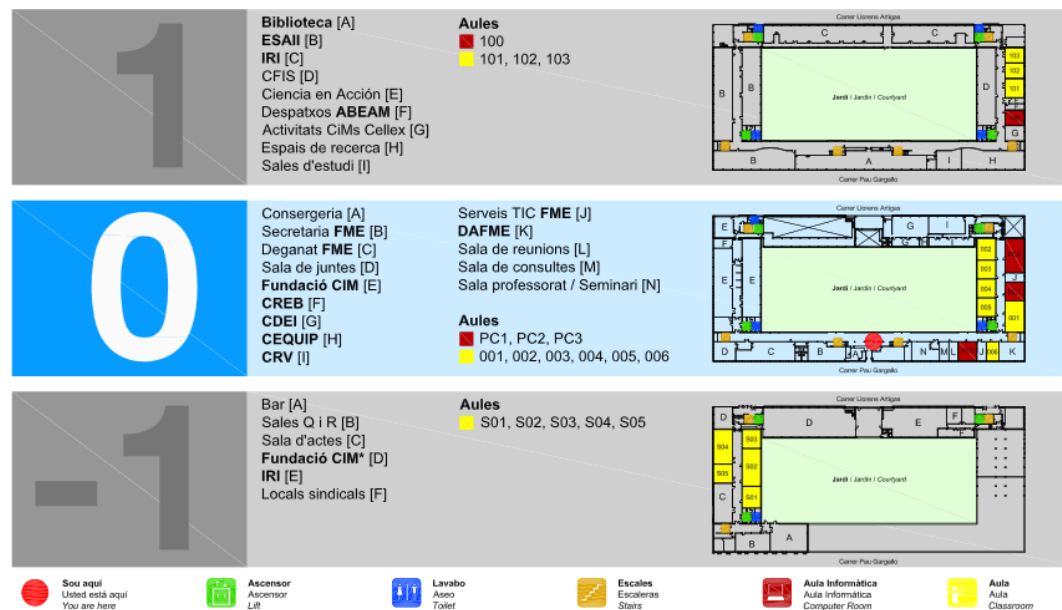 1
Biblioteca [A]
ESAII [B]
IRI [C]
CFIS [D]
Ciencia en Acción [E]
Despatxos ABEAM [F]
Activitats CiMs Cellex [G]
Espais de recerca [H]
Sales d'estudi [I]
Aules
100
101, 102, 103
Carrer Llorens Artigas
C C
B B D
103
102
101
Jardí / Jardín / Courtyard
G
B A I H
Carrer Pau Gargallo
0
Consergeria [A]
Secretaria FME [B]
Deganat FME [C]
Sala de juntes [D]
Fundació CIM [E]
CREB [F]
CDEI [G]
CEQUIP [H]
CRV [I]
Serveis TIC FME [J]
DAFME [K]
Sala de reunions [L]
Sala de consultes [M]
Sala professorat / Seminari [N]
Aules
PC1, PC2, PC3
001, 002, 003, 004, 005, 006
Carrer Llorens Artigas
E G I
F G H
E E
002
003
004
005
J
001
Jardí / Jardín / Courtyard
D C B A N M L J 006 K
Carrer Pau Gargallo
-1
Bar [A]
Sales Q i R [B]
Sala d'actes [C]
Fundació CIM* [D]
IRI [E]
Locals sindicals [F]
Aules
S01, S02, S03, S04, S05
Carrer Llorens Artigas
D D E F
F
S04 S03
S05 S02
C S01
Jardí / Jardín / Courtyard
B A
Carrer Pau Gargallo
Sou aquí
Usted está aquí
You are here
Ascensor
Ascensor
Lift
Lavabo
Aseo
Toilet
Escales
Escaleras
Stairs
Aula Informàtica
Aula Informática
Computer Room
Aula
Aula
Classroom